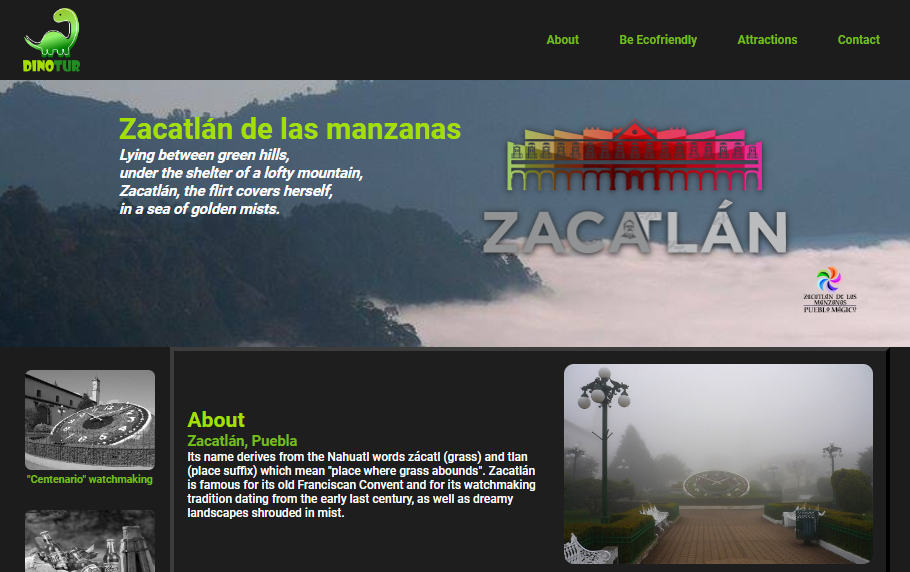 DINOTUR
About
Be Ecofriendly
Attractions
Contact
Zacatlán de las manzanas
Lying between green hills,
under the shelter of a lofty mountain,
Zacatlán, the flirt covers herself,
in a sea of golden mists.
ZACATLÁN
ZACATLÁN DE LAS
MANZANAS
PUEBLO MÁGICO
"Centenario" watchmaking
About
Zacatlán, Puebla
Its name derives from the Nahuatl words zácatl (grass) and tlan
(place suffix) which mean "place where grass abounds". Zacatlán
is famous for its old Franciscan Convent and for its watchmaking
tradition dating from the early last century, as well as dreamy
landscapes shrouded in mist.